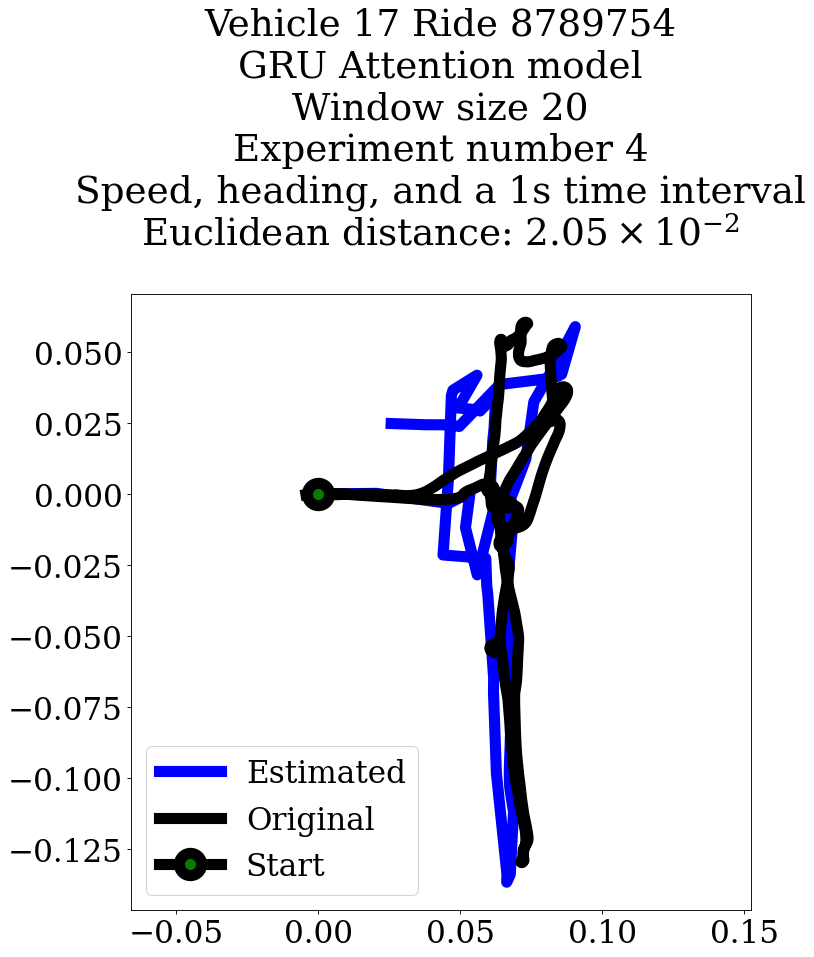 Vehicle 17 Ride 8789754
GRU Attention model
Window size 20
Experiment number 4
Speed, heading, and a 1s time interval
Euclidean distance: 2.05 × 10⁻²
0.050
0.025
0.000
−0.025
−0.050
−0.075
−0.100
−0.125
Estimated
Original
Start
−0.05 0.00 0.05 0.10 0.15